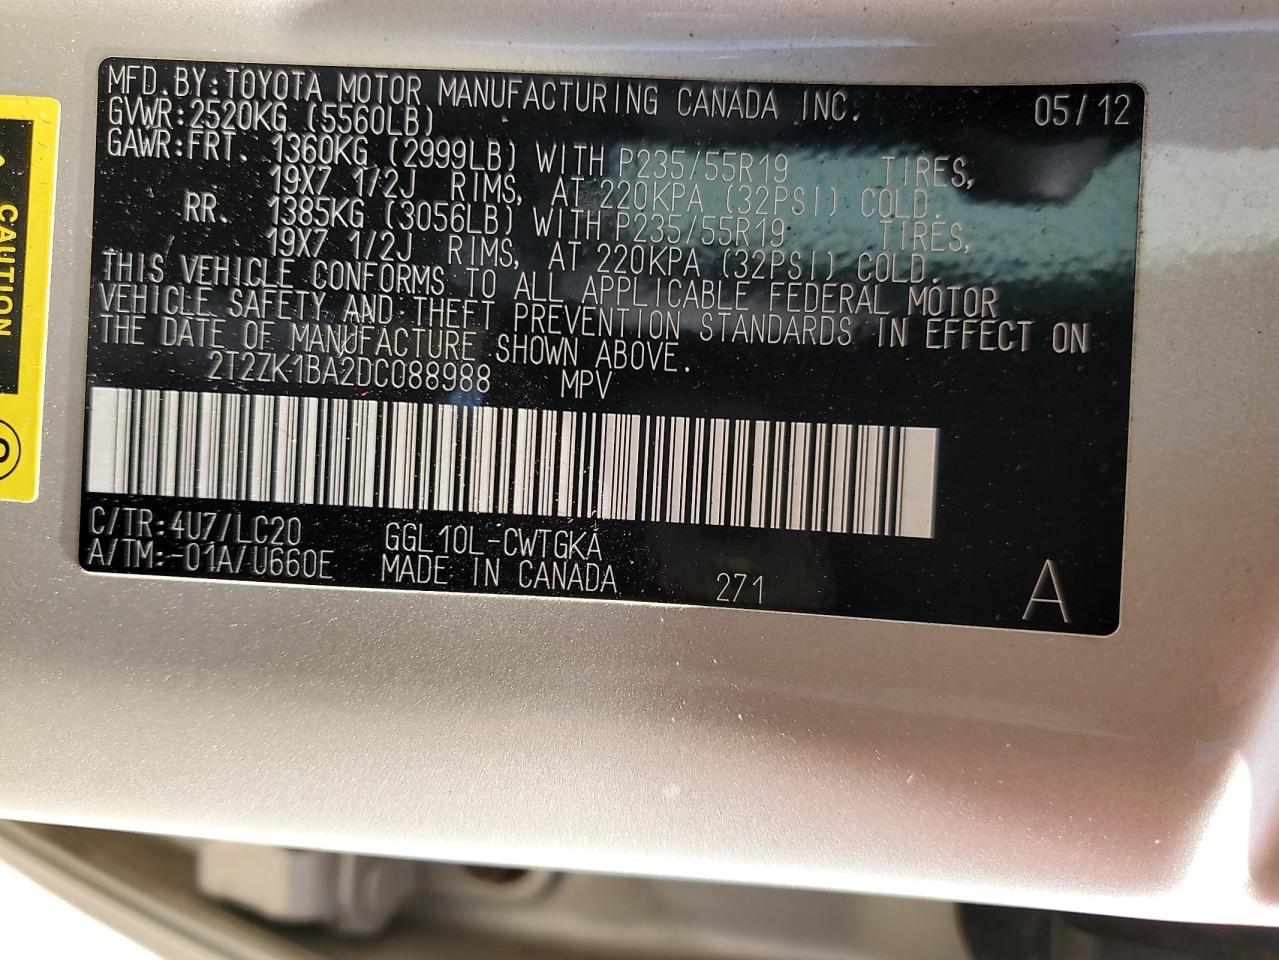 MFD.BY:TOYOTA MOTOR MANUFACTURING CANADA INC. 05/12
GVWR:2520KG (5560LB)
GAWR:FRT. 1360KG (2999LB) WITH P235/55R19 TIRES,
19X7 1/2J RIMS, AT 220KPA (32PSI) COLD.
RR. 1385KG (3056LB) WITH P235/55R19 TIRES,
19X7 1/2J RIMS, AT 220KPA (32PSI) COLD.
THIS VEHICLE CONFORMS TO ALL APPLICABLE FEDERAL MOTOR
VEHICLE SAFETY AND THEFT PREVENTION STANDARDS IN EFFECT ON
THE DATE OF MANUFACTURE SHOWN ABOVE.
2T2ZK1BA2DC088988 MPV
C/TR:4U7/LC20 GGL10L-CWTGKA
A/TM:-01A/U660E MADE IN CANADA 271 A
CAUTION